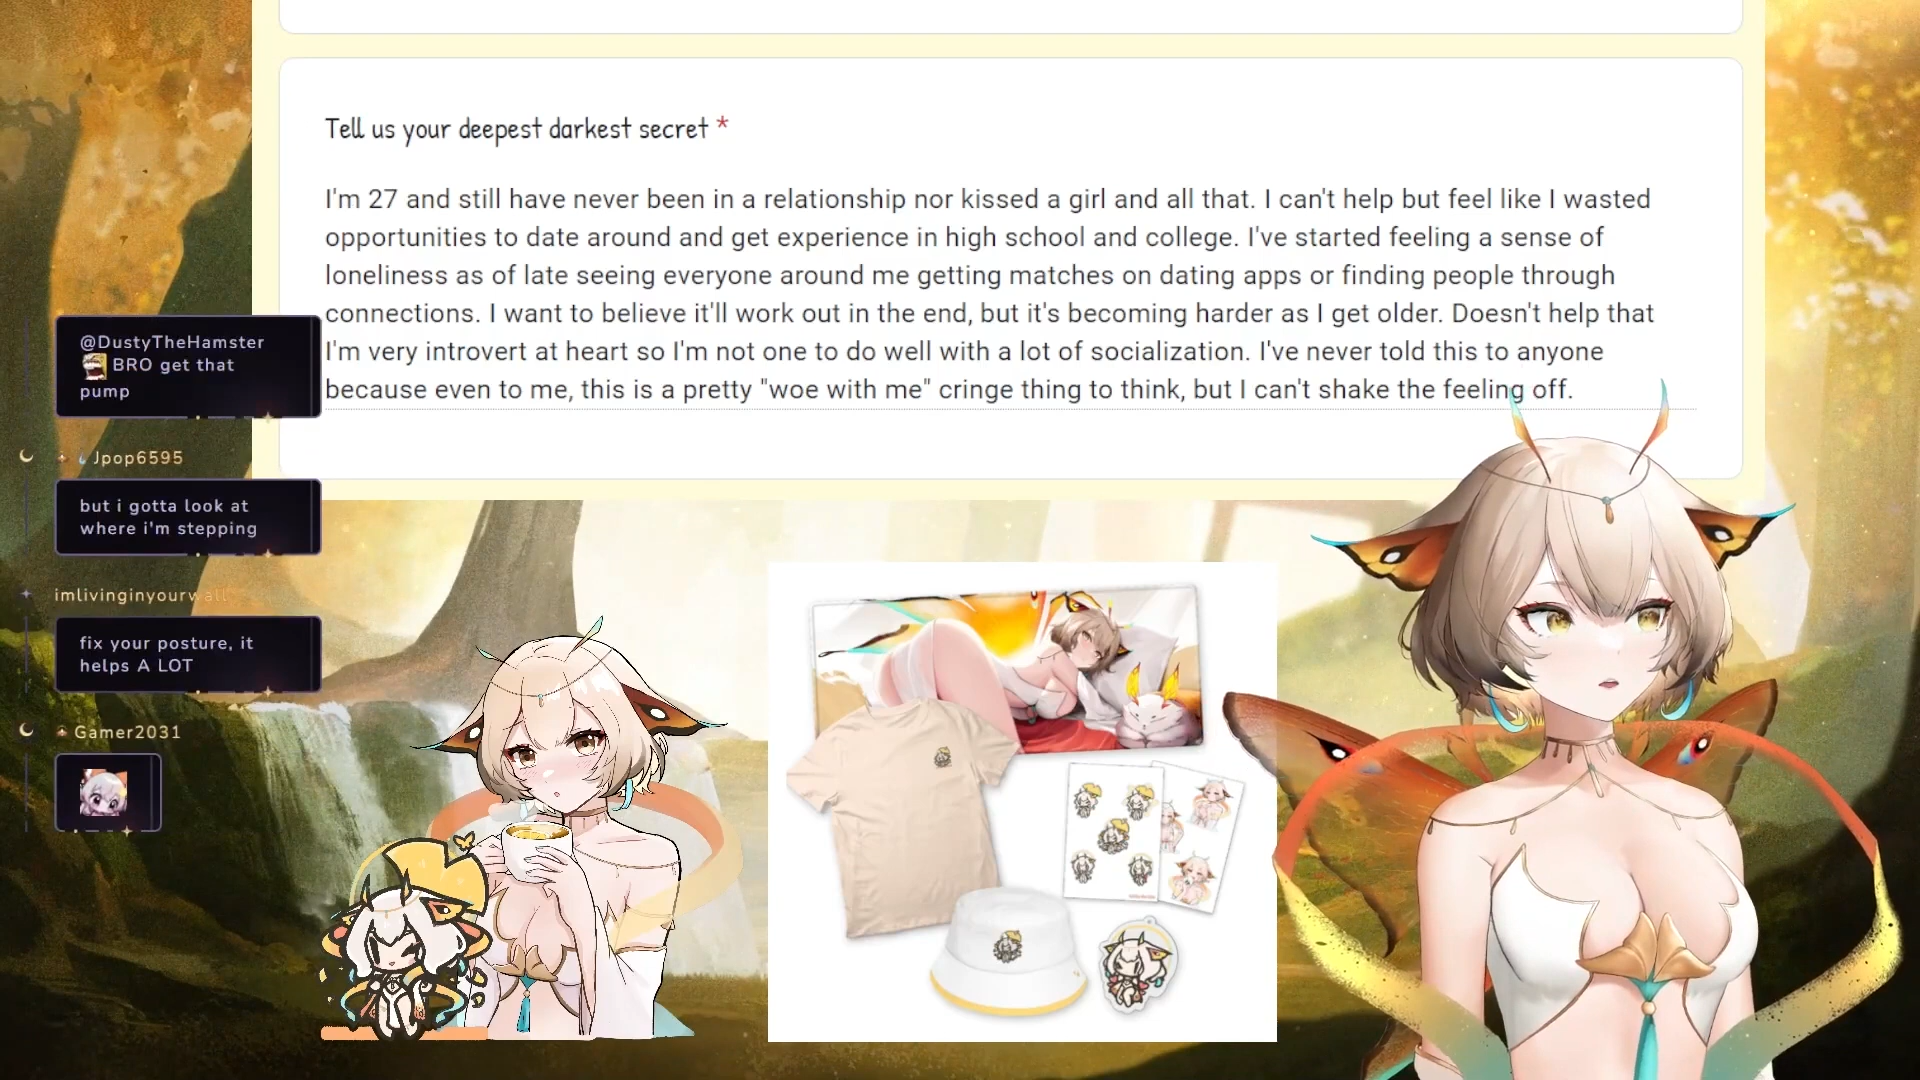 Tell us your deepest darkest secret *
I'm 27 and still have never been in a relationship nor kissed a girl and all that. I can't help but feel like I wasted
opportunities to date around and get experience in high school and college. I've started feeling a sense of
loneliness as of late seeing everyone around me getting matches on dating apps or finding people through
connections. I want to believe it'll work out in the end, but it's becoming harder as I get older. Doesn't help that
I'm very introvert at heart so I'm not one to do well with a lot of socialization. I've never told this to anyone
because even to me, this is a pretty "woe with me" cringe thing to think, but I can't shake the feeling off.
@DustyTheHamster
BRO get that
pump
Jpop6595
but i gotta look at
where i'm stepping
imlivinginyourwall
fix your posture, it
helps A LOT
Gamer2031